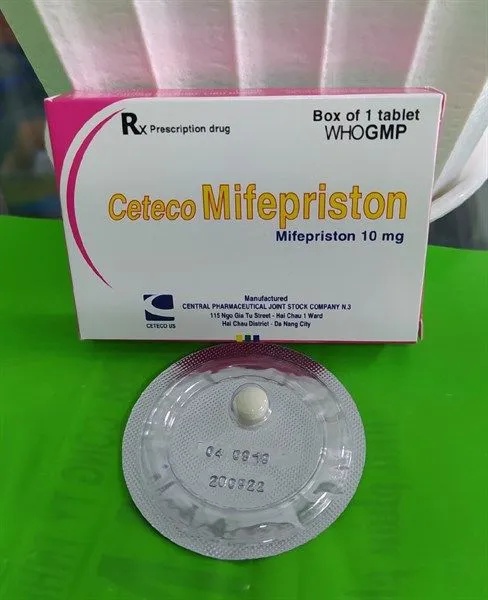 Rx Prescription drug
Box of 1 tablet
WHOGMP
Ceteco Mifepriston
Mifepriston 10 mg
CETECO US
Manufactured
CENTRAL PHARMACEUTICAL JOINT STOCK COMPANY N.3
115 Ngo Gia Tu Street - Hai Chau 1 Ward
Hai Chau District - Da Nang City
200922